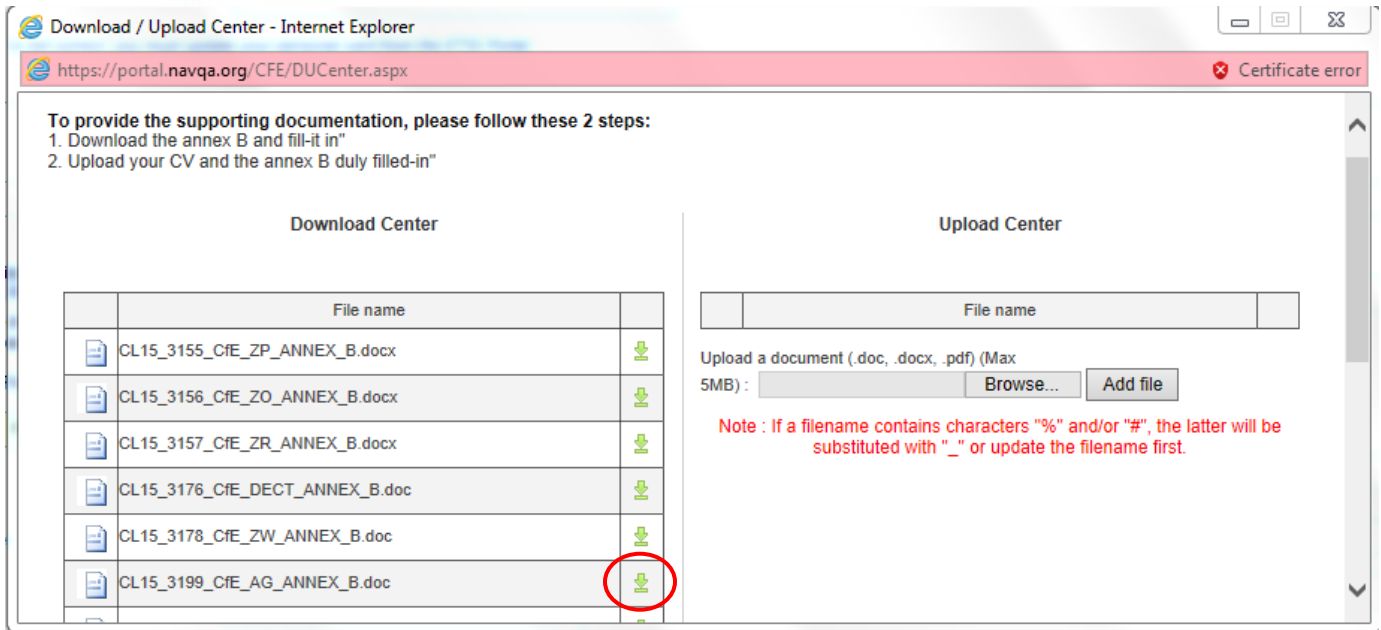 Download / Upload Center - Internet Explorer
https://portal.navqa.org/CFE/DUCenter.aspx
Certificate error
To provide the supporting documentation, please follow these 2 steps:
1. Download the annex B and fill-it in"
2. Upload your CV and the annex B duly filled-in"
Download Center
Upload Center
File name
File name
CL15_3155_CfE_ZP_ANNEX_B.docx
CL15_3156_CfE_ZO_ANNEX_B.docx
CL15_3157_CfE_ZR_ANNEX_B.docx
CL15_3176_CfE_DECT_ANNEX_B.doc
CL15_3178_CfE_ZW_ANNEX_B.doc
CL15_3199_CfE_AG_ANNEX_B.doc
Upload a document (.doc, .docx, .pdf) (Max
5MB) : Browse... Add file
Note : If a filename contains characters "%" and/or "#", the latter will be
substituted with "_" or update the filename first.